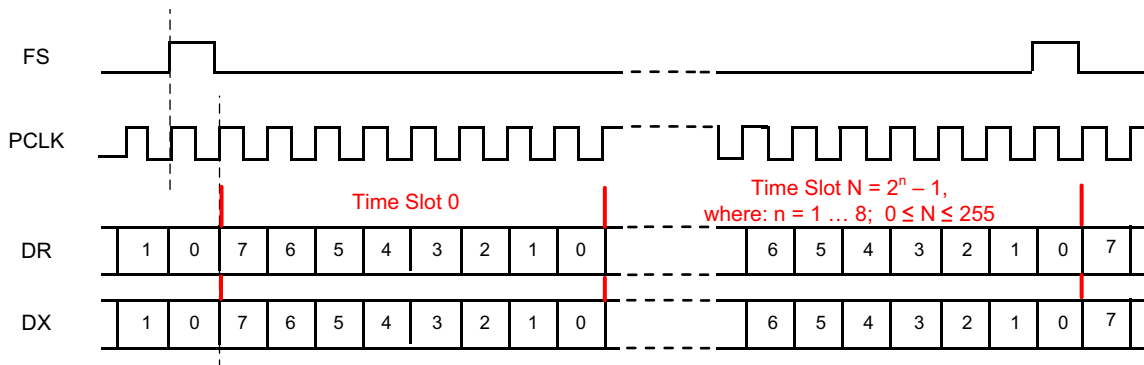 FS
PCLK
Time Slot 0
Time Slot N = 2ⁿ – 1,
where: n = 1 … 8; 0 ≤ N ≤ 255
DR 1 0 7 6 5 4 3 2 1 0 6 5 4 3 2 1 0 7
DX 1 0 7 6 5 4 3 2 1 0 6 5 4 3 2 1 0 7